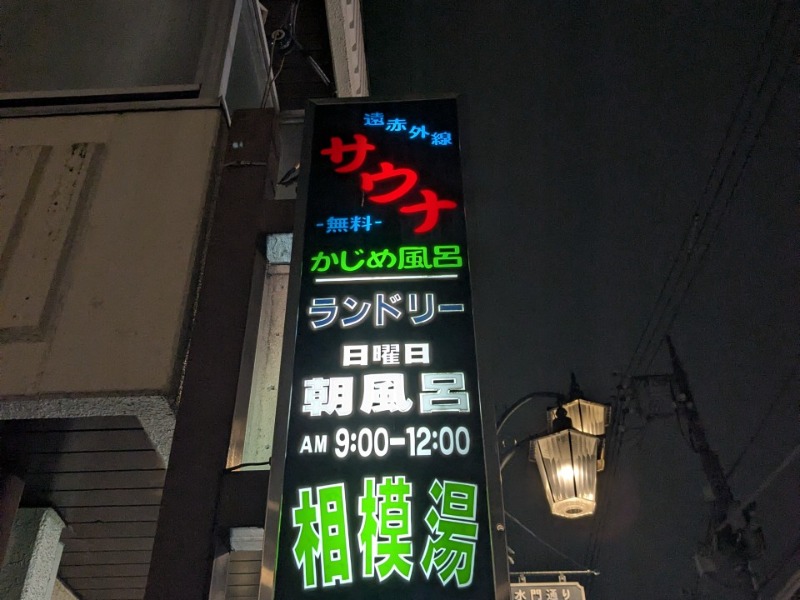 遠赤外線
サウナ
-無料-
かじめ風呂
ランドリー
日曜日
朝風呂
AM 9:00-12:00
相模湯
水門通り